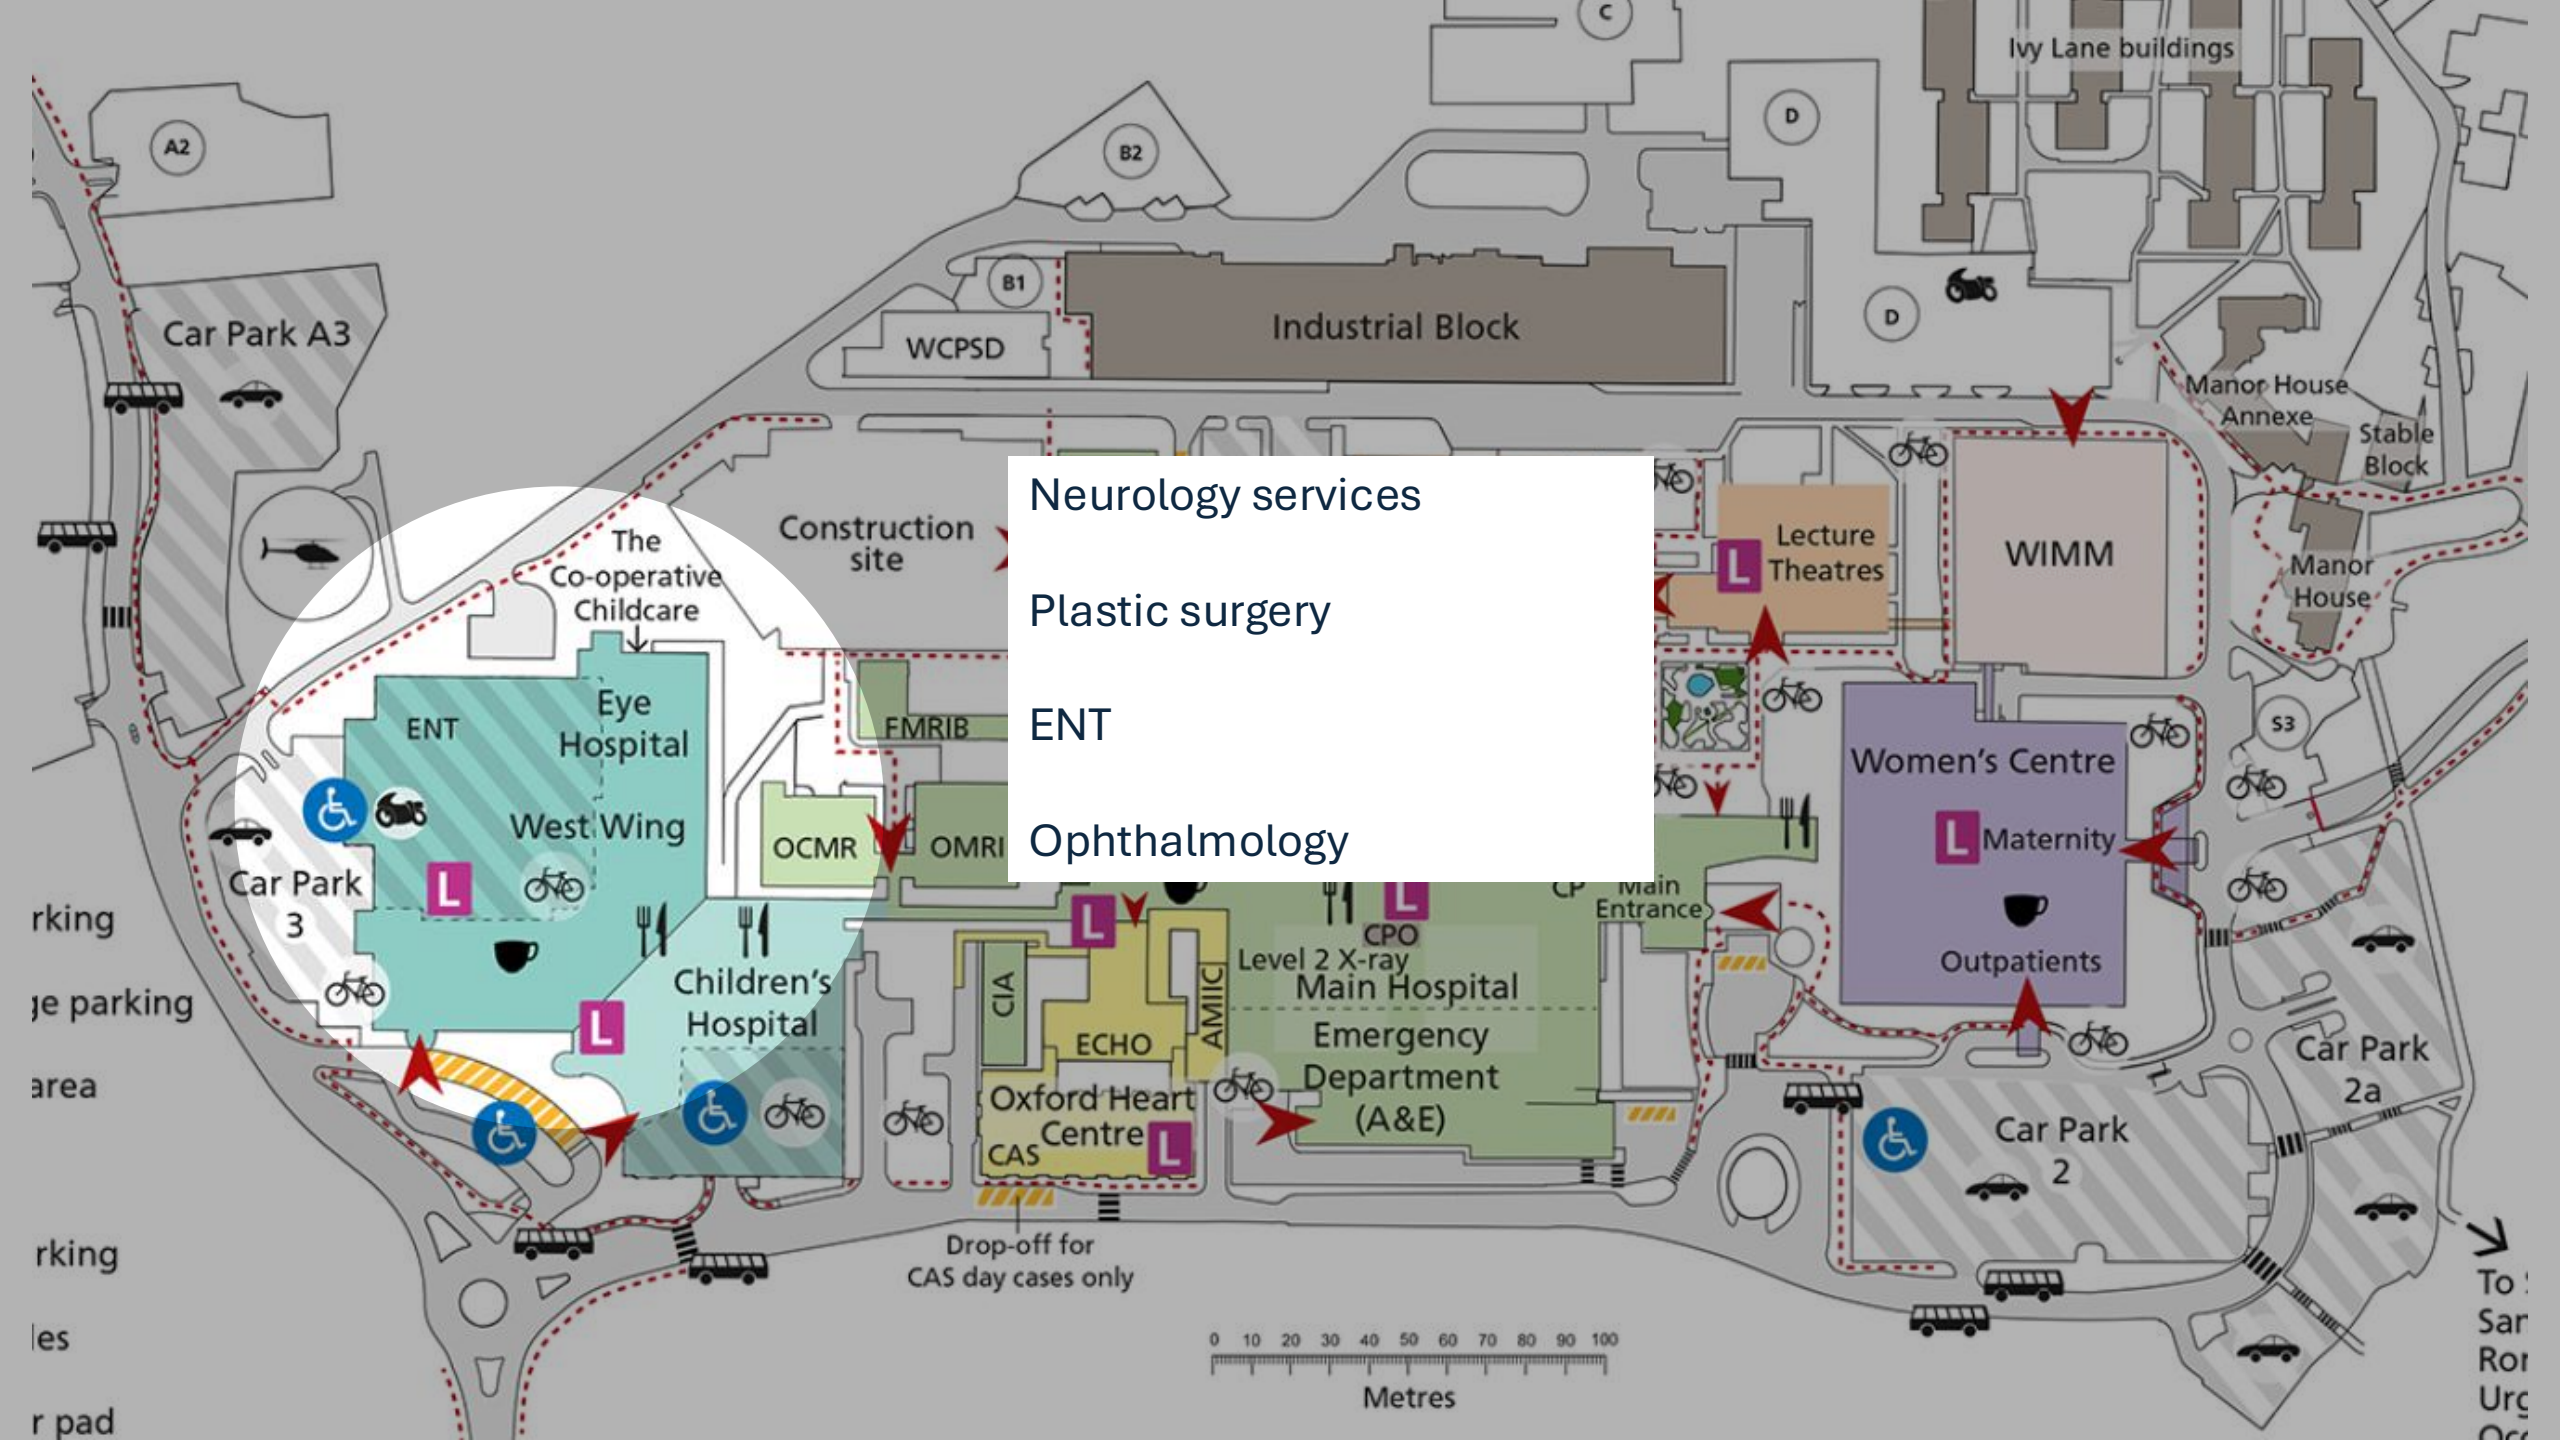 C
Ivy Lane buildings
A2
B2
D
B1
Car Park A3
WCPSD
Industrial Block
D
Manor House
Annexe
Stable
Block
Neurology services
Plastic surgery
ENT
Ophthalmology
The
Co-operative
Childcare
Construction
site
L
Lecture
Theatres
WIMM
Manor
House
ENT
Eye
Hospital
West Wing
FMRIB
S3
OCMR
OMRI
Women's Centre
L
Maternity
Outpatients
Car Park
3
L
L
L
CP
Main
Entrance
CPO
Level 2 X-ray
Main Hospital
Children's
Hospital
L
CIA
AMIIC
ECHO
Emergency
Department
(A&E)
Oxford Heart
Centre
CAS
L
Car Park
2a
Car Park
2
rking
ge parking
area
rking
les
r pad
Drop-off for
CAS day cases only
0 10 20 30 40 50 60 70 80 90 100
Metres
To
San
Ror
Urg